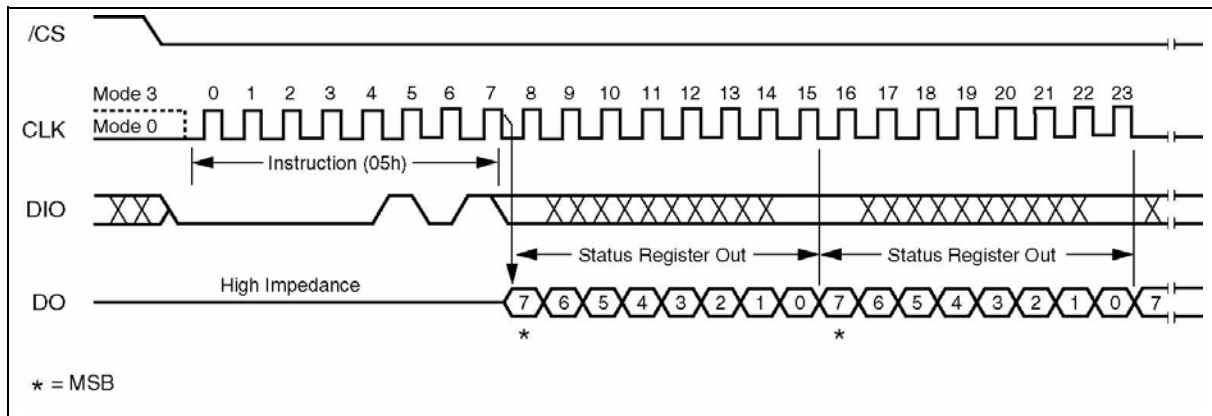 /CS
Mode 3
0 1 2 3 4 5 6 7 8 9 10 11 12 13 14 15 16 17 18 19 20 21 22 23
CLK
Mode 0
Instruction (05h)
DIO
Status Register Out Status Register Out
High Impedance
DO
7 6 5 4 3 2 1 0 7 6 5 4 3 2 1 0 7
* *
* = MSB